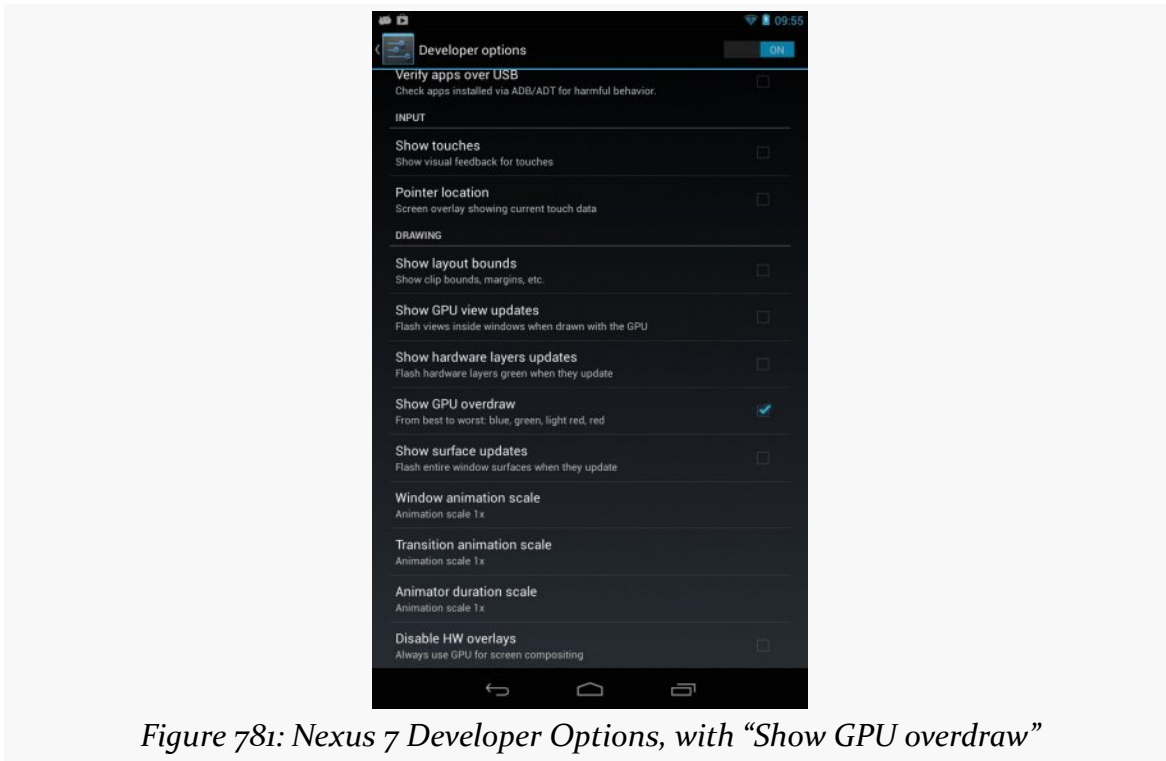 09:55
Developer options
ON
Verify apps over USB
Check apps installed via ADB/ADT for harmful behavior.
INPUT
Show touches
Show visual feedback for touches
Pointer location
Screen overlay showing current touch data
DRAWING
Show layout bounds
Show clip bounds, margins, etc.
Show GPU view updates
Flash views inside windows when drawn with the GPU
Show hardware layers updates
Flash hardware layers green when they update
Show GPU overdraw
From best to worst: blue, green, light red, red
Show surface updates
Flash entire window surfaces when they update
Window animation scale
Animation scale 1x
Transition animation scale
Animation scale 1x
Animator duration scale
Animation scale 1x
Disable HW overlays
Always use GPU for screen compositing
Figure 781: Nexus 7 Developer Options, with “Show GPU overdraw”